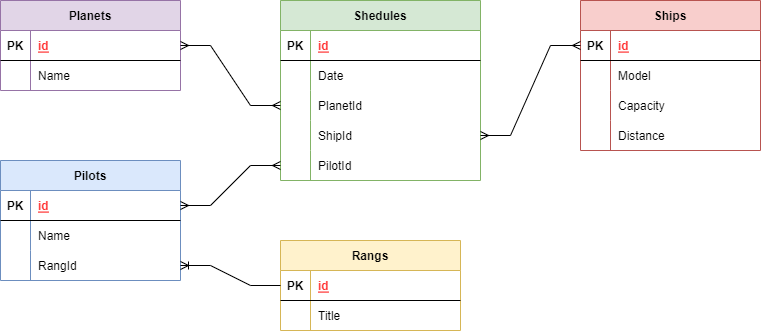 Planets
PK id
Name
Shedules
PK id
Date
PlanetId
ShipId
PilotId
Ships
PK id
Model
Capacity
Distance
Pilots
PK id
Name
RangId
Rangs
PK id
Title